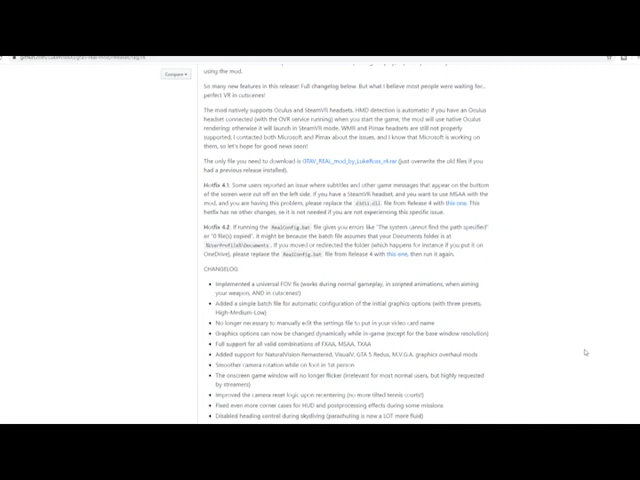 using the mod.
So many new features in this release! Full changelog below. But what I believe most people were waiting for...
perfect VR in cutscenes!
The mod natively supports Oculus and SteamVR headsets. HMD detection is automatic if you have an Oculus
headset connected (with the OVR service running) when you start the game, the mod will use native Oculus
rendering; otherwise it will launch in SteamVR mode. WMR and Pimax headsets are still not properly
supported, I contacted both Microsoft and Pimax about the issues, and I know that Microsoft is working on
them, so let's hope for good news soon!
The only file you need to download is GTAV_REAL_mod_by_LukeRoss_r4.rar (just overwrite the old files if you
had a previous release installed).
Hotfix 4.1. Some users reported an issue where subtitles and other game messages that appear on the bottom
of the screen were cut off on the left side. If you have a SteamVR headset, and you want to use MSAA with the
mod, and you are having this problem, please replace the file from Release 4 with this one. This
hotfix has no other changes, so it is not needed if you are not experiencing this specific issue.
Hotfix 4.2. If running the RealConfig.bat file gives you errors like "The system cannot find the path specified"
or "0 file(s) copied", it might be because the batch file assumes that your Documents folder is at
%UserProfile%\Documents. If you moved or redirected the folder (which happens for instance if you put it on
OneDrive), please replace the RealConfig.bat file from Release 4 with this one, then run it again.
CHANGELOG:
• Implemented a universal FOV fix (works during normal gameplay, in scripted animations, when aiming
your weapon, AND in cutscenes!)
• Added a simple batch file for automatic configuration of the initial graphics options (with three presets,
High-Medium-Low)
• No longer necessary to manually edit the settings file to put in your video card name
• Graphics options can now be changed dynamically while in-game (except for the base window resolution)
• Full support for all valid combinations of FXAA, MSAA, TXAA
• Added support for NaturalVision Remastered, VisualV, GTA 5 Redux, M.V.G.A. graphics overhaul mods
• Smoother camera rotation while on foot in 1st person
• The onscreen game window will no longer flicker (irrelevant for most normal users, but highly requested
by streamers)
• Improved the camera reset logic upon recentering (no more tilted tennis courts!)
• Fixed even more corner cases for HUD and postprocessing effects during some missions
• Disabled heading control during skydiving (parachuting is now a LOT more fluid)
Compare ▾